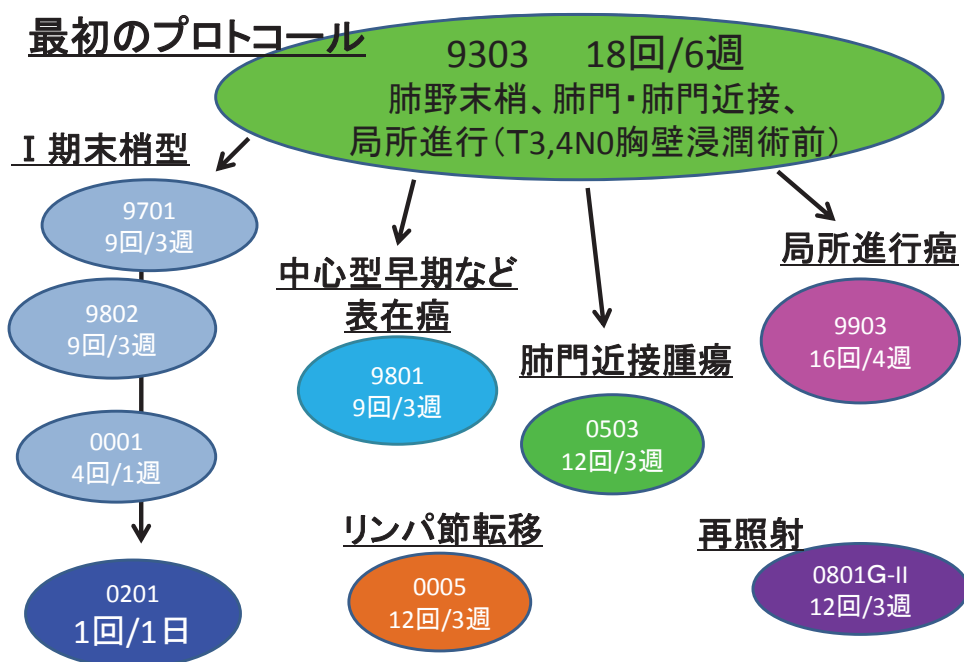 最初のプロトコール
9303 18回/6週
肺野末梢、肺門・肺門近接、
局所進行（T3,4N0胸壁浸潤術前）
Ⅰ期末梢型
9701
9回/3週
9802
9回/3週
0001
4回/1週
0201
1回/1日
中心型早期など
表在癌
9801
9回/3週
肺門近接腫瘍
0503
12回/3週
局所進行癌
9903
16回/4週
リンパ節転移
0005
12回/3週
再照射
0801G-II
12回/3週